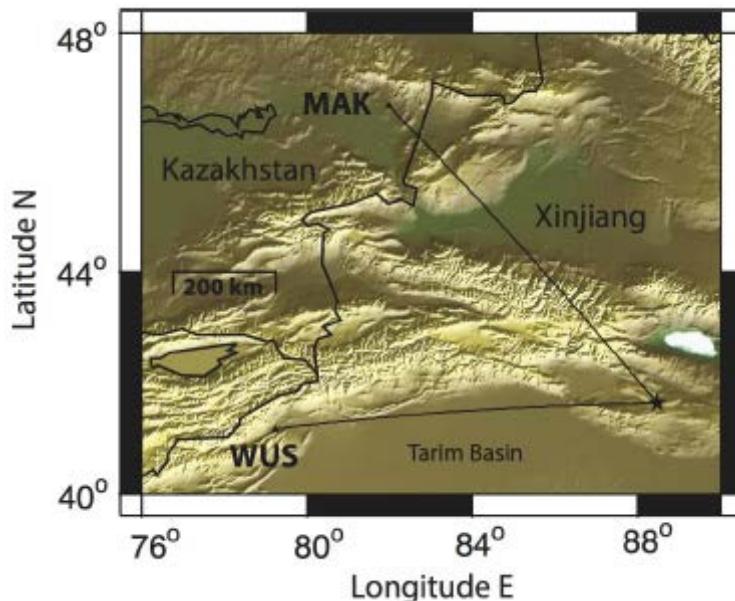 48°
MAK
Kazakhstan
Xinjiang
Latitude N
44°
200 km
WUS
Tarim Basin
40°
76° 80° 84° 88°
Longitude E